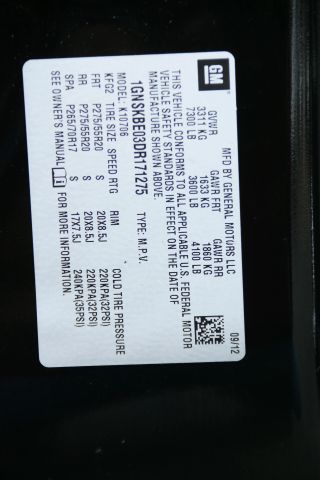 GM
MFD BY GENERAL MOTORS LLC 09/12
GVWR GAWR FRT GAWR RR
3311 KG 1633 KG 1860 KG
7300 LB 3600 LB 4100 LB
THIS VEHICLE CONFORMS TO ALL APPLICABLE U.S. FEDERAL MOTOR
VEHICLE SAFETY STANDARDS IN EFFECT ON THE DATE OF
MANUFACTURE SHOWN ABOVE.
1GNSKBE03DR171275 TYPE: M.P.V.
MODEL: K10706
KFG2 TIRE SIZE SPEED RTG RIM COLD TIRE PRESSURE
FRT P275/55R20 S 20X8.5J 220KPA(32PSI)
RR P275/55R20 S 20X8.5J 220KPA(32PSI)
SPA P265/70R17 S 17X7.5J 240KPA(35PSI)
SEE OWNER'S MANUAL i FOR MORE INFORMATION.